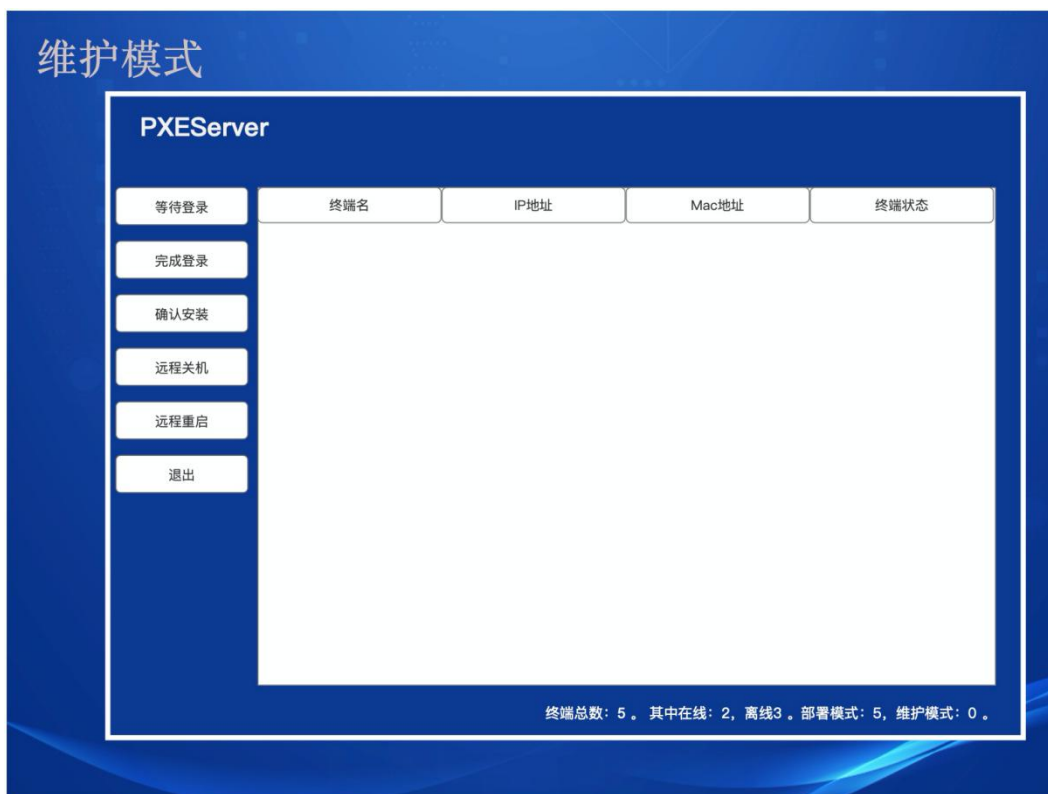 维护模式
PXEServer
等待登录
终端名 IP地址 Mac地址 终端状态
完成登录
确认安装
远程关机
远程重启
退出
终端总数：5 。 其中在线：2，离线3 。部署模式：5，维护模式：0 。